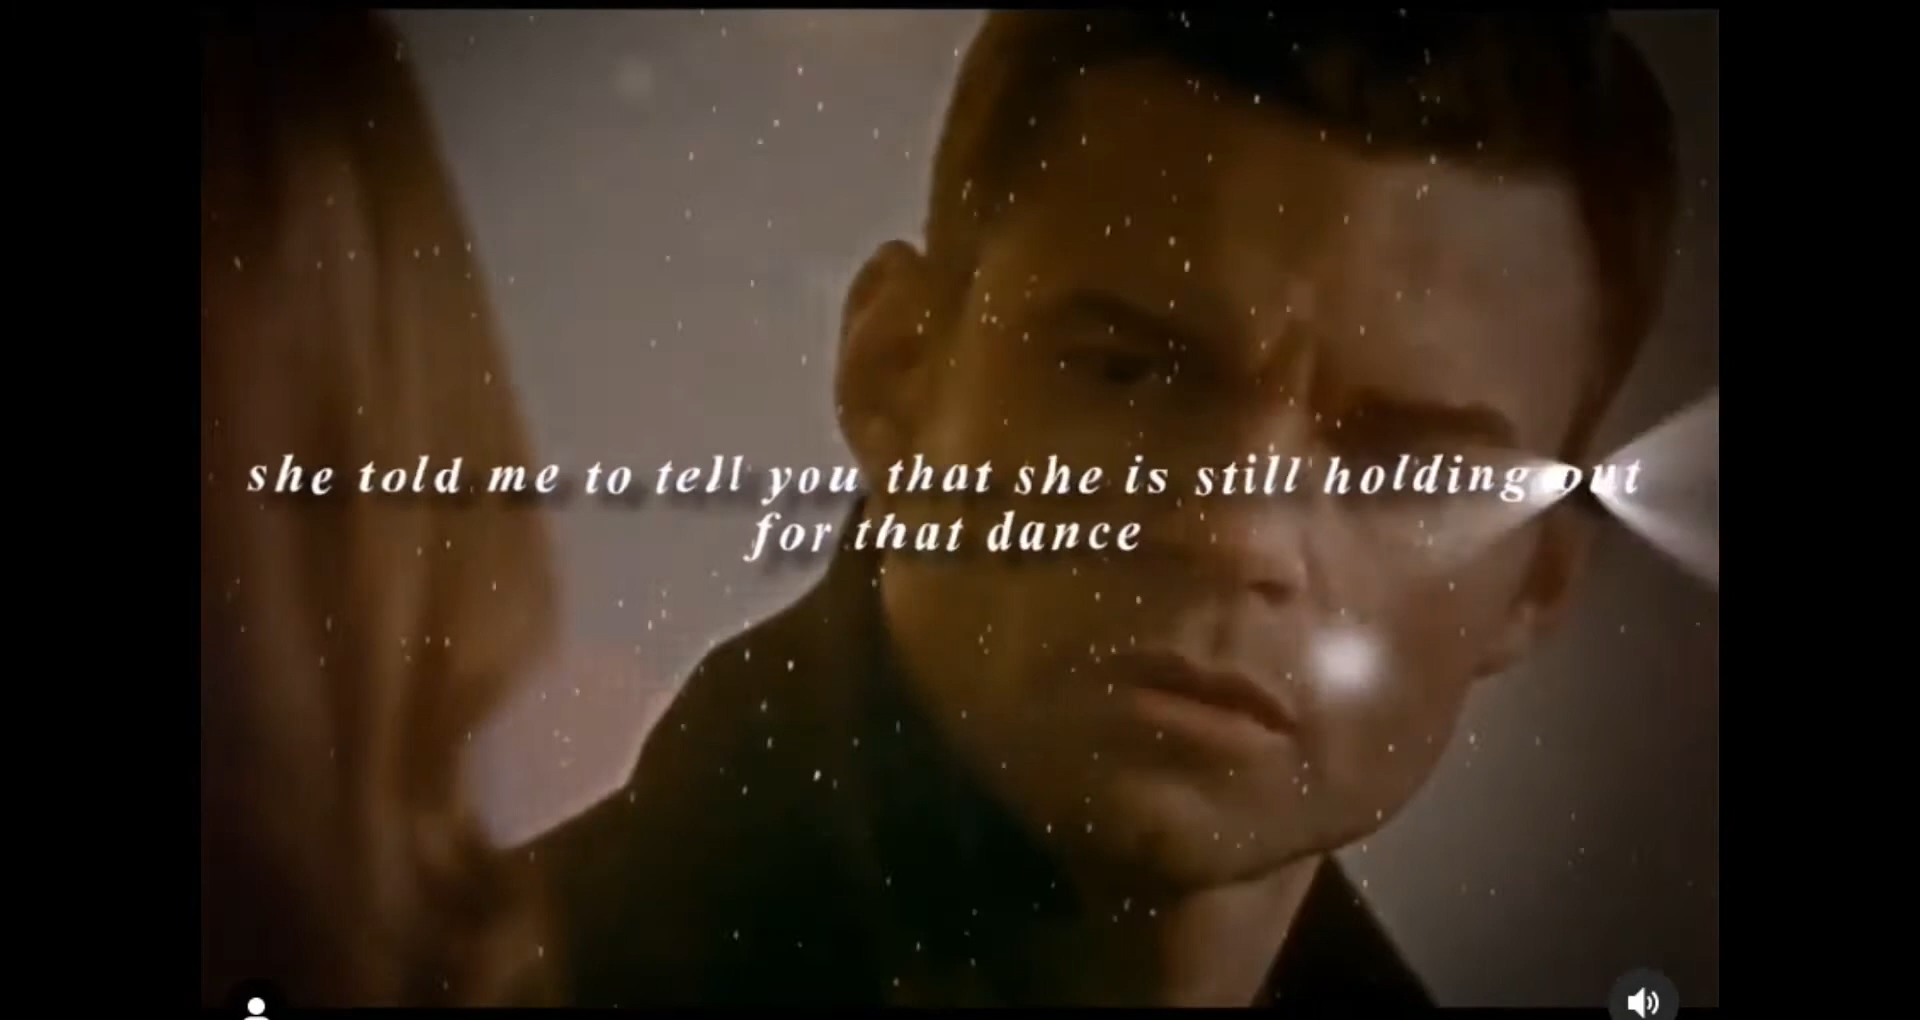 she told me to tell you that she is still holding out
for that dance